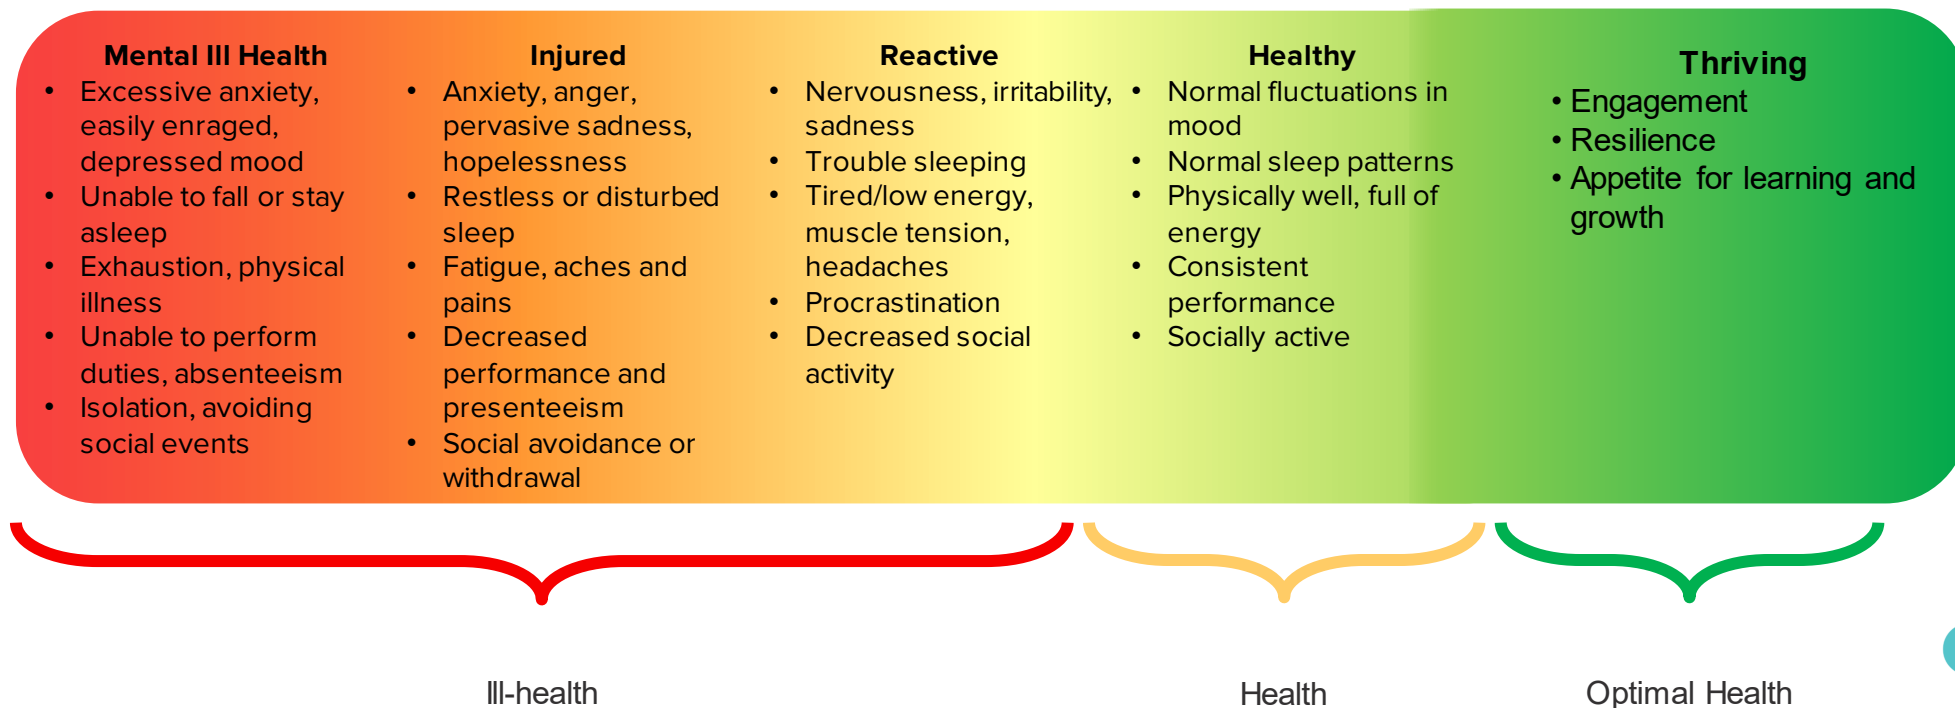 Mental Ill Health
• Excessive anxiety,
easily enraged,
depressed mood
• Unable to fall or stay
asleep
• Exhaustion, physical
illness
• Unable to perform
duties, absenteeism
• Isolation, avoiding
social events
Injured
• Anxiety, anger,
pervasive sadness,
hopelessness
• Restless or disturbed
sleep
• Fatigue, aches and
pains
• Decreased
performance and
presenteeism
• Social avoidance or
withdrawal
Reactive
• Nervousness, irritability,
sadness
• Trouble sleeping
• Tired/low energy,
muscle tension,
headaches
• Procrastination
• Decreased social
activity
Healthy
• Normal fluctuations in
mood
• Normal sleep patterns
• Physically well, full of
energy
• Consistent
performance
• Socially active
Thriving
• Engagement
• Resilience
• Appetite for learning and
growth
Ill-health
Health
Optimal Health